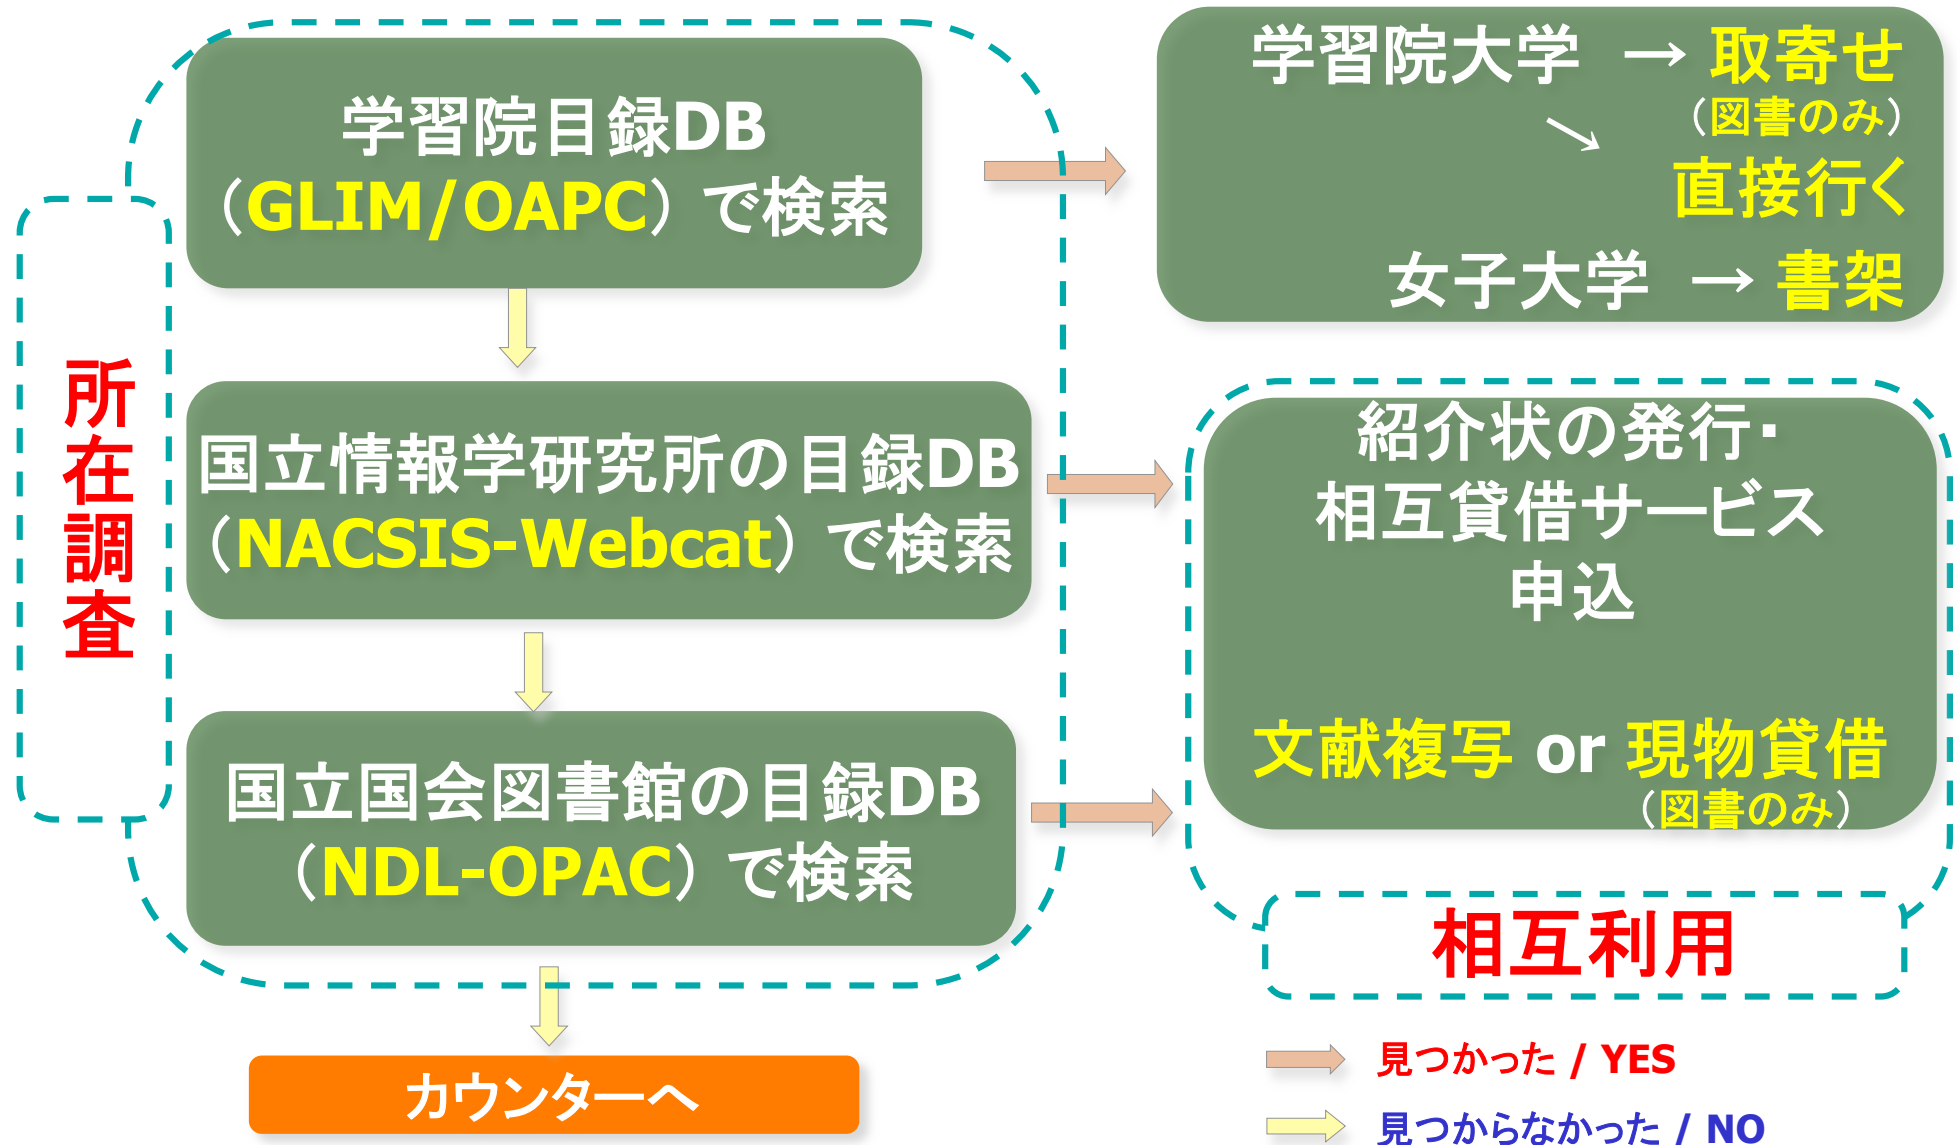 所在調査
学習院目録DB
（GLIM/OAPC）で検索
国立情報学研究所の目録DB
（NACSIS-Webcat）で検索
国立国会図書館の目録DB
（NDL-OPAC）で検索
カウンターへ
学習院大学 → 取寄せ
（図書のみ）
↘
直接行く
女子大学 → 書架
紹介状の発行・
相互貸借サービス
申込
文献複写 or 現物貸借
（図書のみ）
相互利用
見つかった / YES
見つからなかった / NO